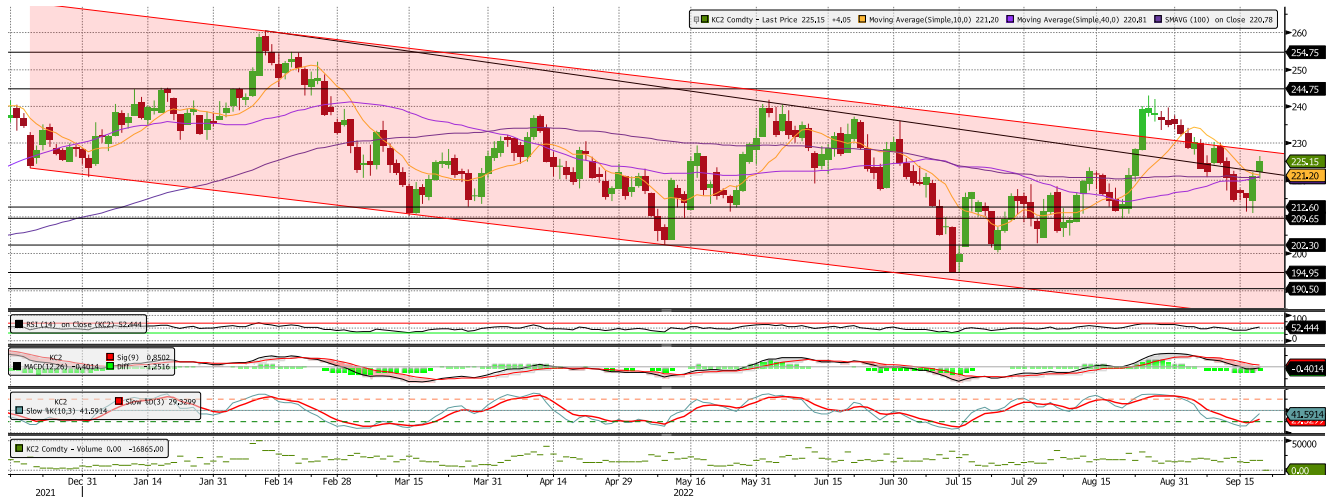 KC2 Comdty - Last Price 225.15 +4.05 Moving Average(Simple,10,0) 221.20 Moving Average(Simple,40,0) 220.81 SMAVG (100) on Close 220.78
260
254.75
250
244.75
240
230
225.15
221.20
212.60
209.65
202.30
194.95
190.50
RSI (14) on Close (KC2) 52.444
100
52.444
0
KC2 Sig(9) 0.8502
MACD(12,26) -0.4014 Diff -1.2516
-0.4014
KC2 Slow %D(3) 29.3299
Slow %K(10,3) 41.5914
41.5914
KC2 Comdty - Volume 0.00 -16865.00
50000
0.00
Dec 31 Jan 14 Jan 31 Feb 14 Feb 28 Mar 15 Mar 31 Apr 14 Apr 29 May 16 May 31 Jun 15 Jun 30 Jul 15 Jul 29 Aug 15 Aug 31 Sep 15
2021 2022